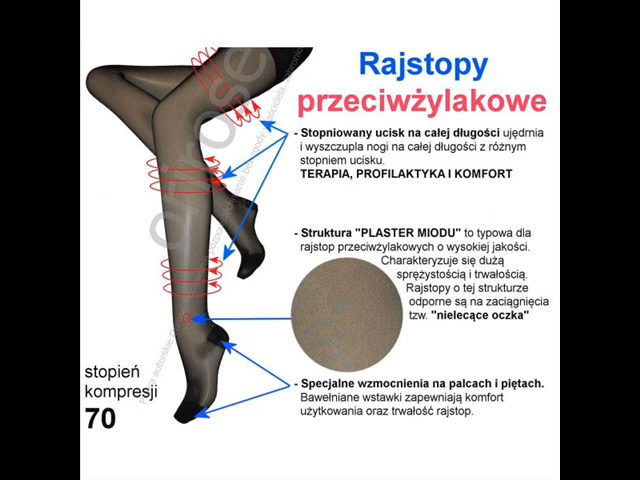 Rajstopy
przeciwżylakowe
- Stopniowany ucisk na całej długości ujędrnia
i wyszczupla nogi na całej długości z różnym
stopniem ucisku.
TERAPIA, PROFILAKTYKA I KOMFORT
- Struktura "PLASTER MIODU" to typowa dla
rajstop przeciwżylakowych o wysokiej jakości.
Charakteryzuje się dużą
sprężystością i trwałością.
Rajstopy o tej strukturze
odporne są na zaciągnięcia
tzw. "nielecące oczka"
- Specjalne wzmocnienia na palcach i piętach.
Bawełniane wstawki zapewniają komfort
użytkowania oraz trwałość rajstop.
stopień
kompresji
70